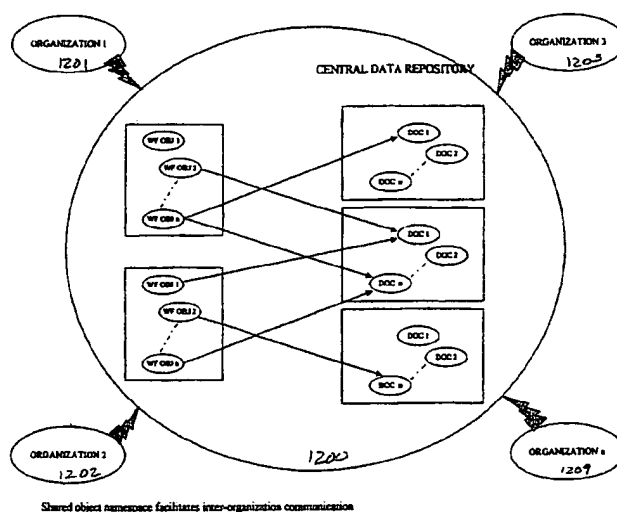 ORGANIZATION 1
1201
ORGANIZATION 3
1203
CENTRAL DATA REPOSITORY
WF OBJ 1
WF OBJ 2
WF OBJ n
DOC 1
DOC 2
DOC n
DOC 1
DOC 2
DOC n
WF OBJ 1
WF OBJ 2
WF OBJ n
DOC 1
DOC 2
DOC n
ORGANIZATION 2
1202
1200
ORGANIZATION n
1209
Shared object namespace facilitates inter-organization communication